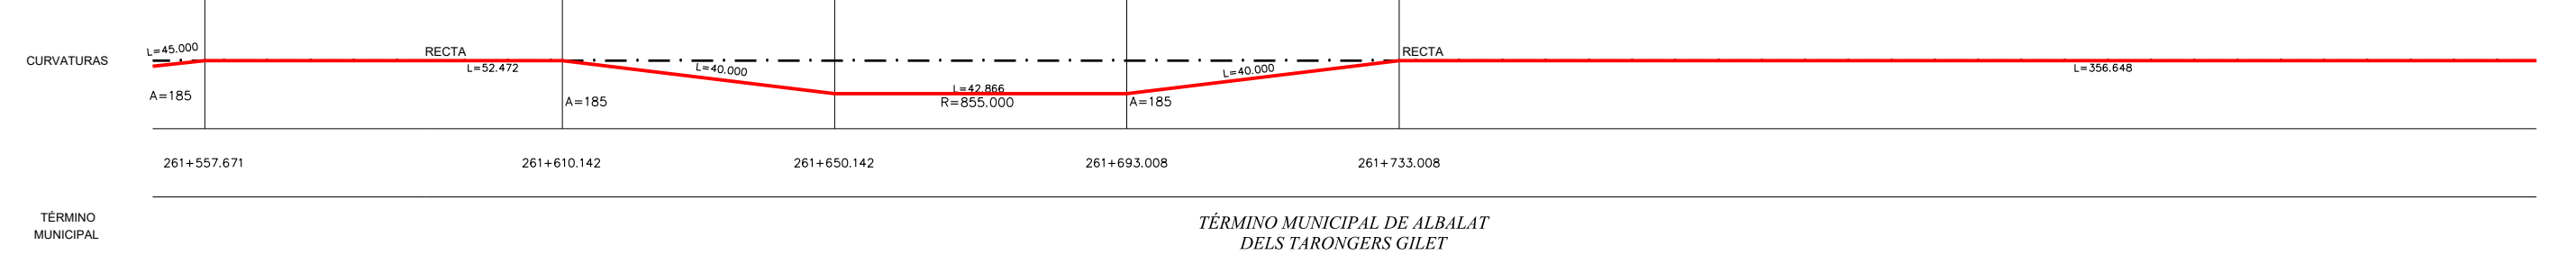 CURVATURAS
L=45.000
A=185
RECTA
L=52.472
A=185
L=40.000
L=42.866
R=855.000
A=185
L=40.000
RECTA
L=356.648
261+557.671
261+610.142
261+650.142
261+693.008
261+733.008
TÉRMINO
MUNICIPAL
TÉRMINO MUNICIPAL DE ALBALAT
DELS TARONGERS GILET